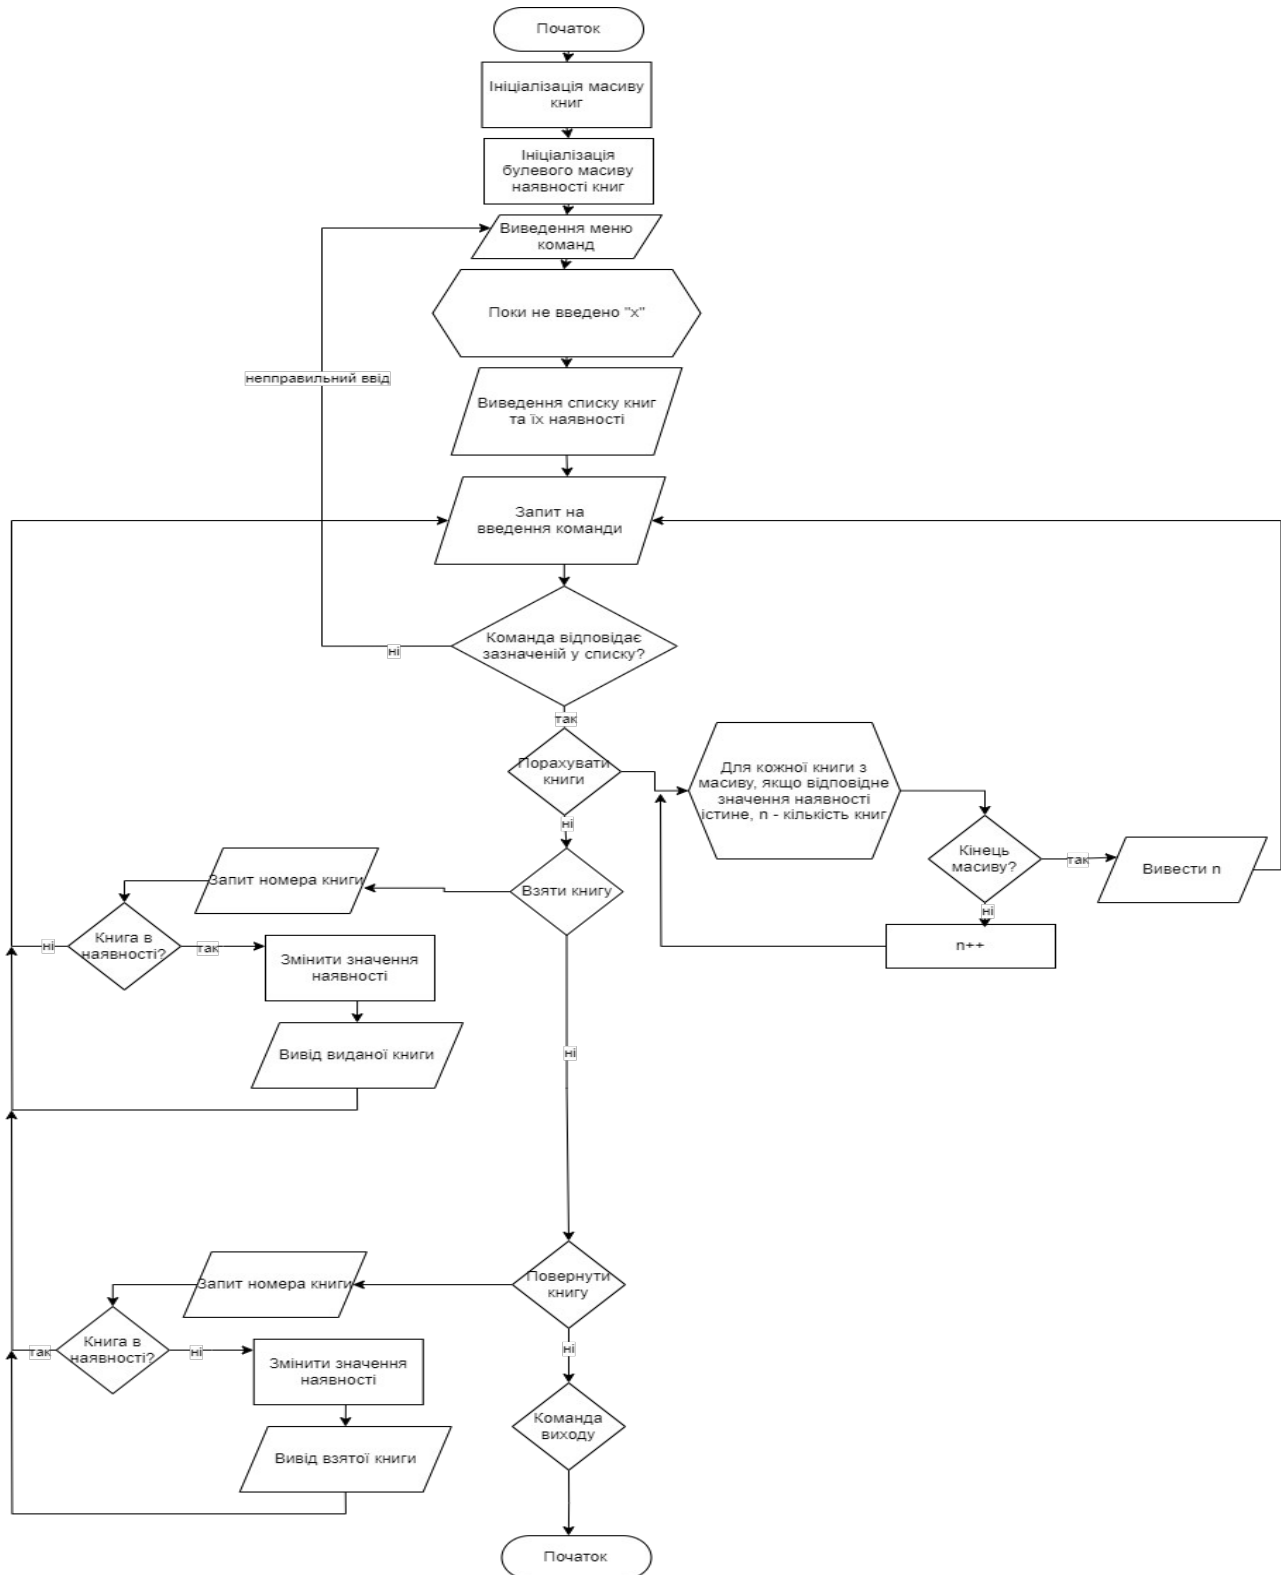 Початок
Ініціалізація масиву
книг
Ініціалізація
булевого масиву
наявності книг
Виведення меню
команд
Поки не введено "x"
непправильний ввід
Виведення списку книг
та їх наявності
Запит на
введення команди
Команда відповідає
зазначеній у списку?
ні
так
Порахувати
книги
Для кожної книги з
масиву, якщо відповідне
значення наявності
істине, n - кількість книг
ні
Кінець
масиву?
так
Вивести n
ні
n++
Взяти книгу
Запит номера книги
Книга в
наявності?
ні
так
Змінити значення
наявності
Вивід виданої книги
ні
Повернути
книгу
Запит номера книги
Книга в
наявності?
так
ні
Змінити значення
наявності
Вивід взятої книги
ні
Команда
виходу
Початок